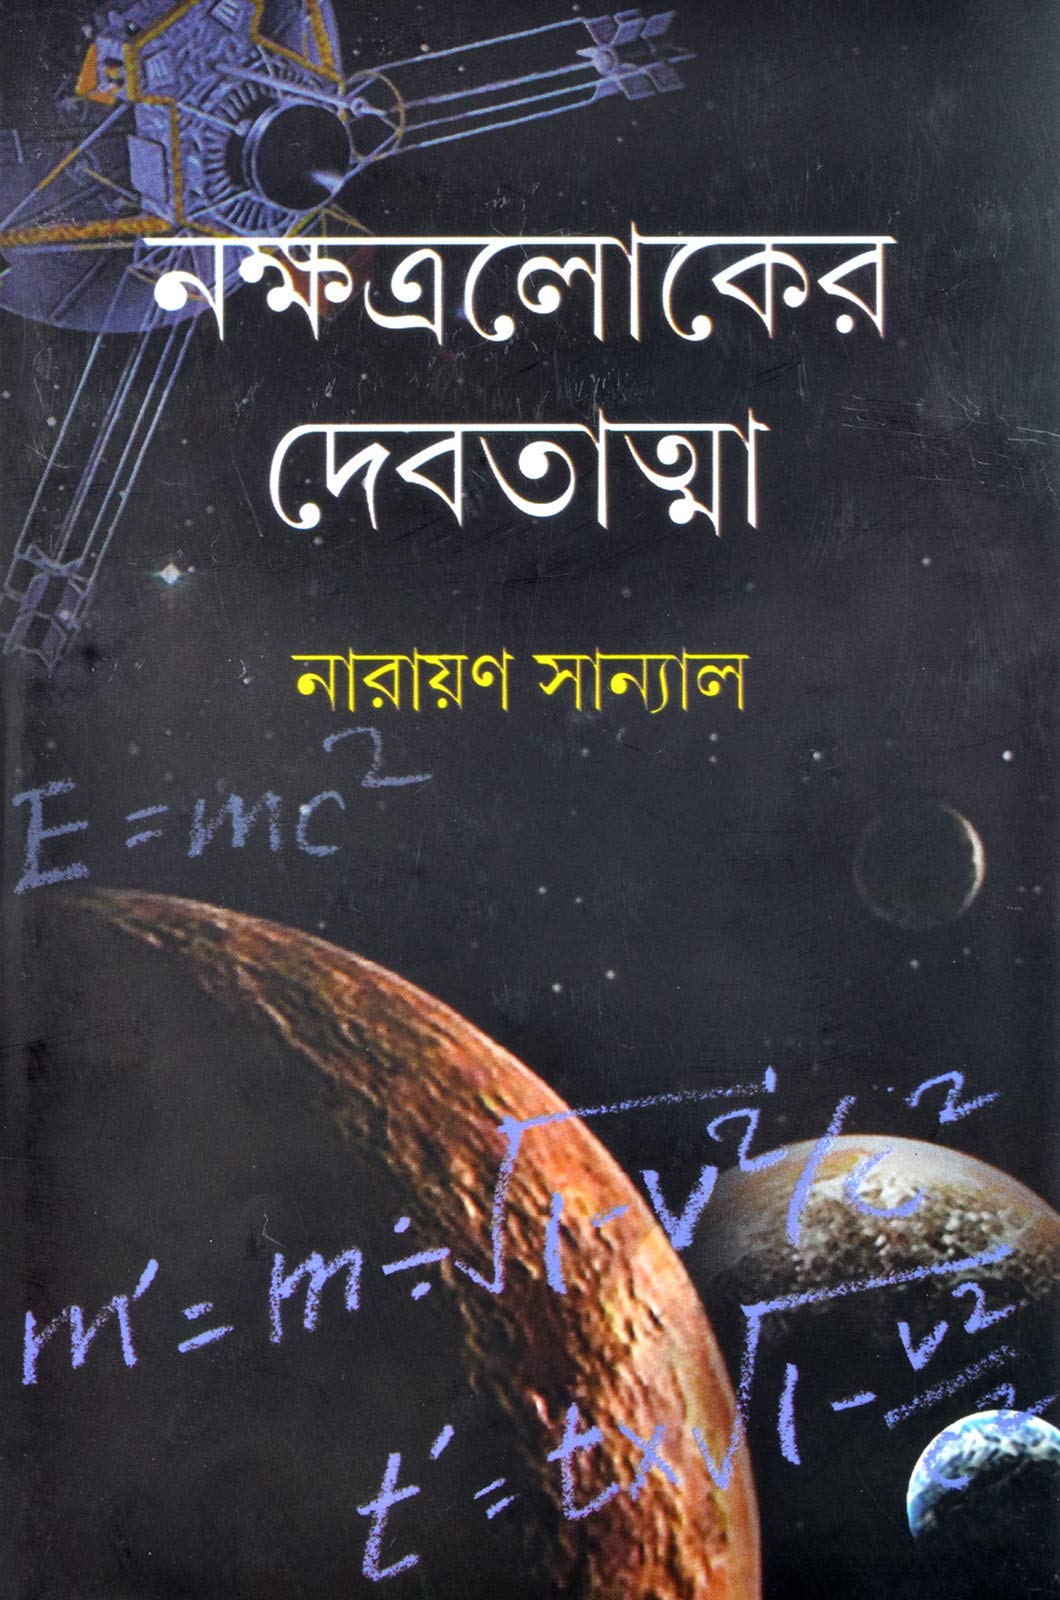 নক্ষত্রলোকের
দেবতাত্মা
নারায়ণ সান্যাল
E = mc²
m' = m ÷ √1 - v²/c²
t' = t × √1 - v²/c²